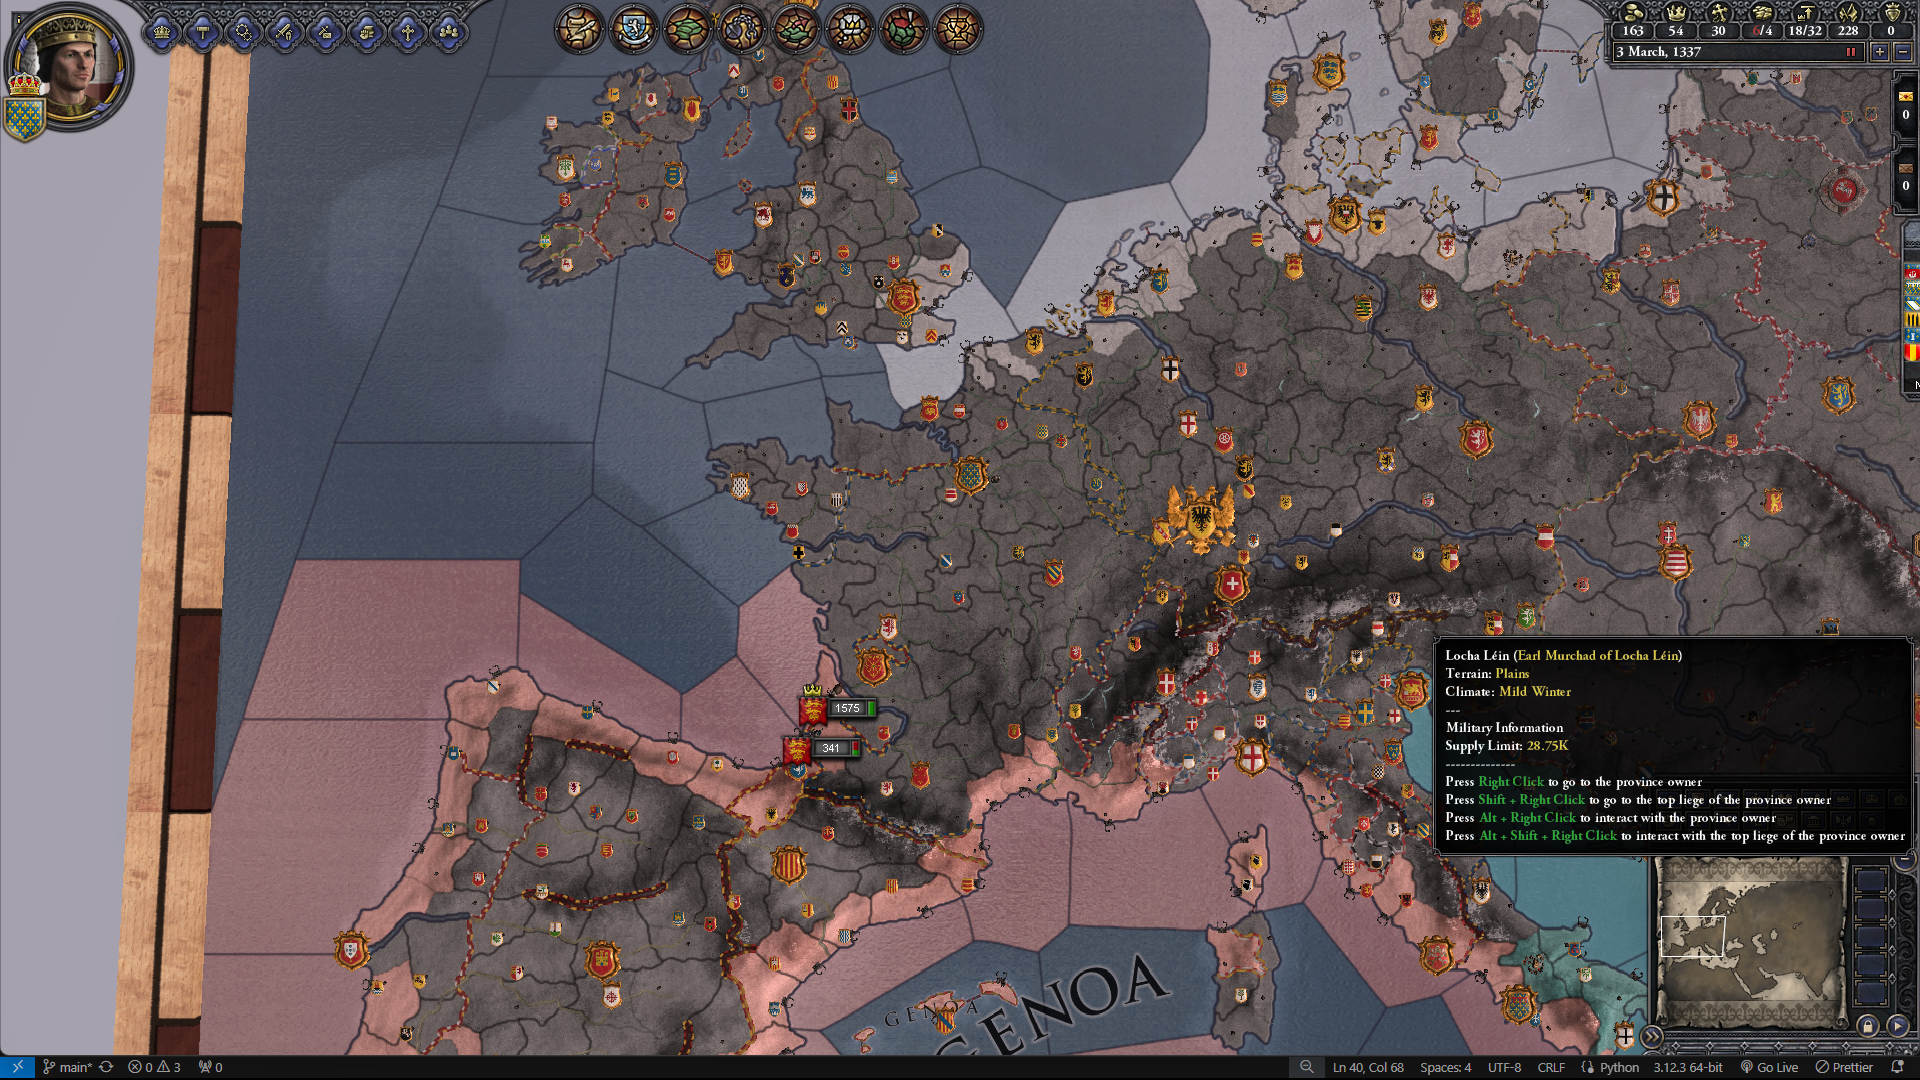 163 54 30 6/4 18/32 228 0
3 March, 1337
0
0
1575
341
Locha Léin (Earl Murchad of Locha Léin)
Terrain: Plains
Climate: Mild Winter
---
Military Information
Supply Limit: 28.75K
--------------
Press Right Click to go to the province owner
Press Shift + Right Click to go to the top liege of the province owner
Press Alt + Right Click to interact with the province owner
Press Alt + Shift + Right Click to interact with the top liege of the province owner
GENOA
GENOA
main* 0 3 0 Ln 40, Col 68 Spaces: 4 UTF-8 CRLF Python 3.12.3 64-bit Go Live Prettier